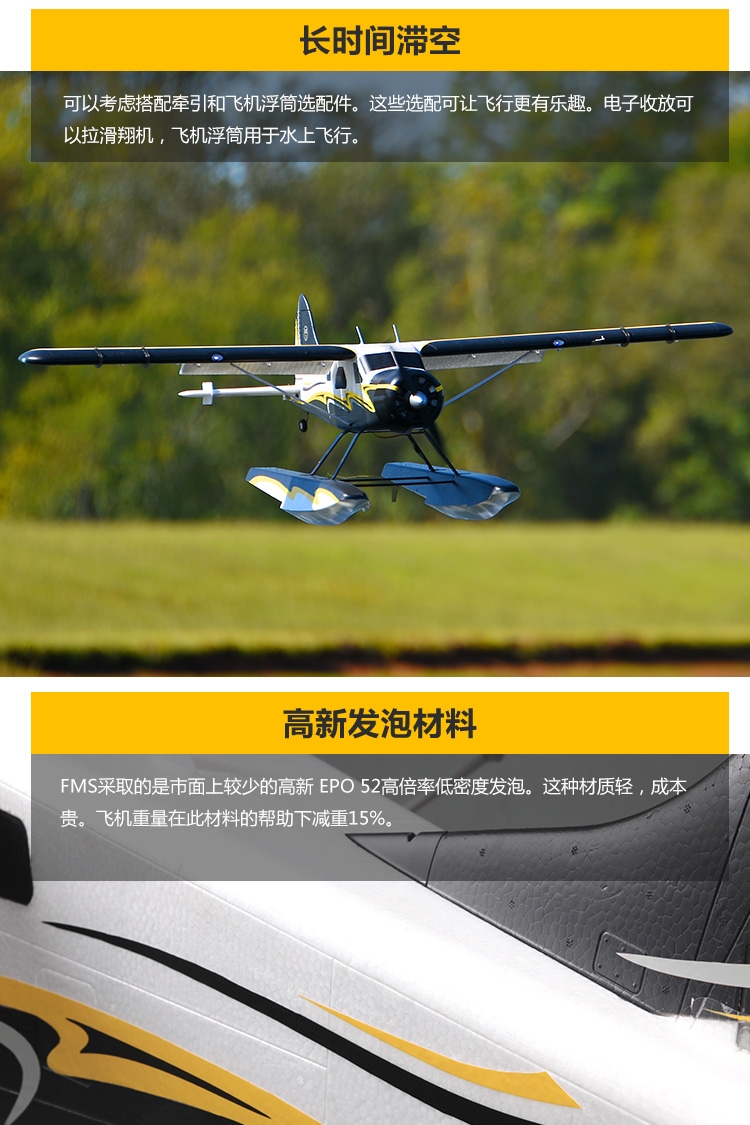 长时间滞空
可以考虑搭配牵引和飞机浮筒选配件。这些选配可让飞行更有乐趣。电子收放可
以拉滑翔机，飞机浮筒用于水上飞行。
高新发泡材料
FMS采取的是市面上较少的高新 EPO 52高倍率低密度发泡。这种材质轻，成本
贵。飞机重量在此材料的帮助下减重15%。